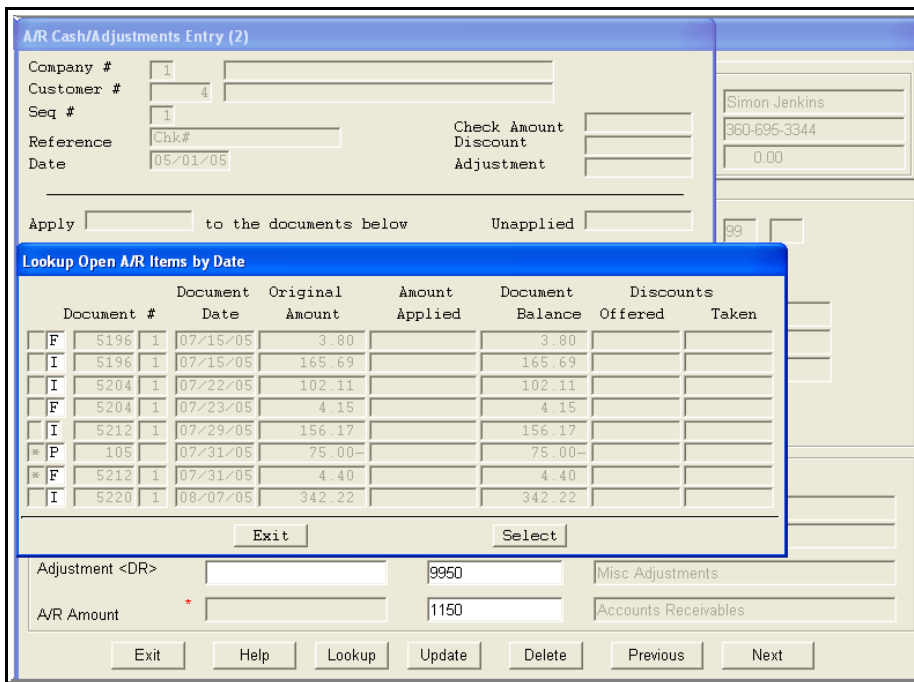 A/R Cash/Adjustments Entry (2)
Company # 1
Customer # 4
Seq # 1
Reference Chk#
Date 05/01/05
Check Amount
Discount
Adjustment
Simon Jenkins
360-695-3344
0.00
Apply to the documents below Unapplied
99
Lookup Open A/R Items by Date
Document Original Amount Document Discounts
Document # Date Amount Applied Balance Offered Taken
F 5196 1 07/15/05 3.80 3.80
I 5196 1 07/15/05 165.69 165.69
I 5204 1 07/22/05 102.11 102.11
F 5204 1 07/23/05 4.15 4.15
I 5212 1 07/29/05 156.17 156.17
* P 105 07/31/05 75.00- 75.00-
* F 5212 1 07/31/05 4.40 4.40
I 5220 1 08/07/05 342.22 342.22
Exit Select
Adjustment <DR> 9950 Misc Adjustments
A/R Amount * 1150 Accounts Receivables
Exit Help Lookup Update Delete Previous Next